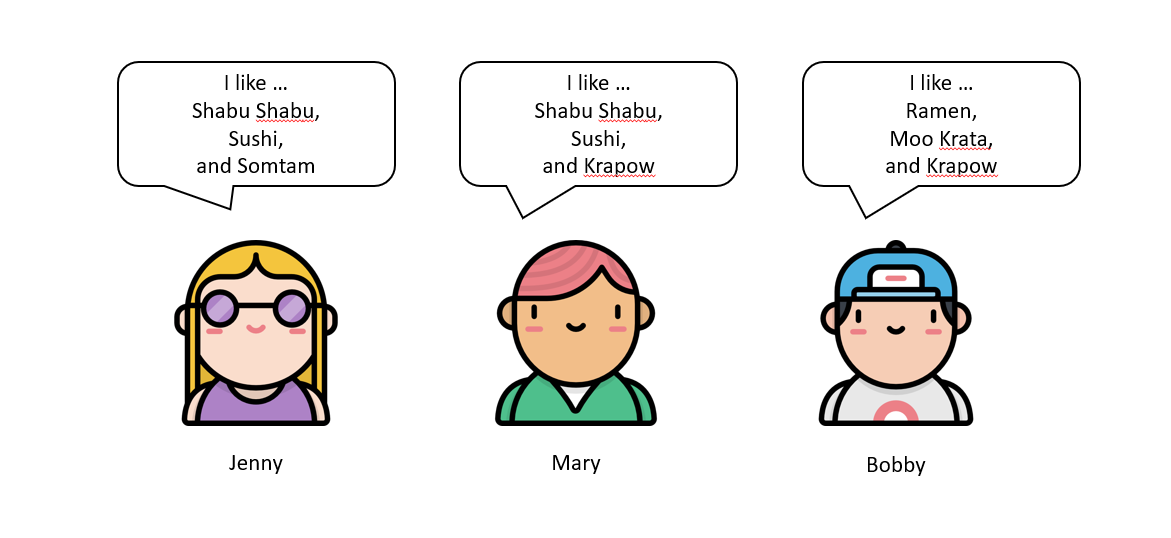 I like ...
Shabu Shabu,
Sushi,
and Somtam
I like ...
Shabu Shabu,
Sushi,
and Krapow
I like ...
Ramen,
Moo Krata,
and Krapow
Jenny
Mary
Bobby